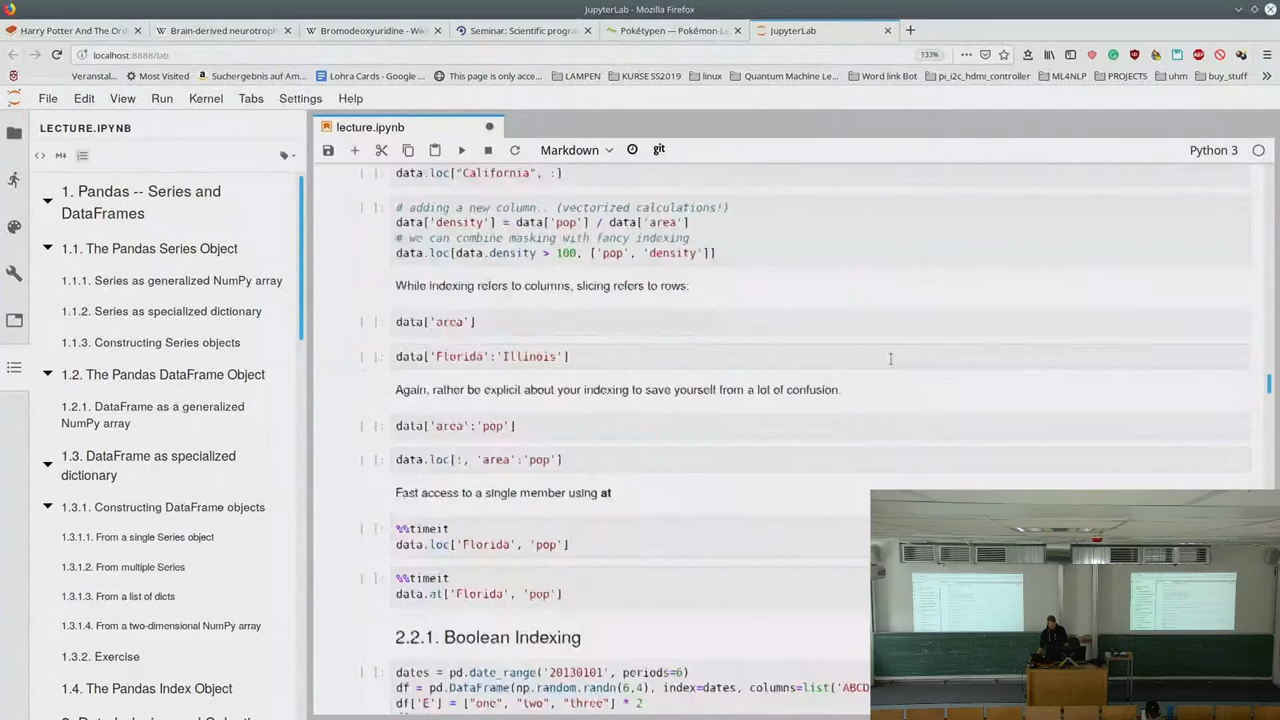 JupyterLab - Mozilla Firefox
Harry Potter And The Ord
Brain-derived neurotroph
Bromodeoxyuridine - Wiki
Seminar: Scientific progran
Pokétypen — Pokémon-Le
JupyterLab
localhost:8888/lab
133%
Veranstal...
Most Visited
Suchergebnis auf Am...
Lohra Cards - Google ...
This page is only acce...
LAMPEN
KURSE SS2019
linux
Quantum Machine Le...
Word link Bot
pi_i2c_hdmi_controller
ML4NLP
PROJECTS
uhm
buy_stuff
File Edit View Run Kernel Tabs Settings Help
LECTURE.IPYNB
1. Pandas -- Series and
DataFrames
1.1. The Pandas Series Object
1.1.1. Series as generalized NumPy array
1.1.2. Series as specialized dictionary
1.1.3. Constructing Series objects
1.2. The Pandas DataFrame Object
1.2.1. DataFrame as a generalized
NumPy array
1.3. DataFrame as specialized
dictionary
1.3.1. Constructing DataFrame objects
1.3.1.1. From a single Series object
1.3.1.2. From multiple Series
1.3.1.3. From a list of dicts
1.3.1.4. From a two-dimensional NumPy array
1.3.2. Exercise
1.4. The Pandas Index Object
lecture.ipynb
Markdown
git
Python 3
[ ]: data.loc["California", :]
[ ]: # adding a new column.. (vectorized calculations!)
data['density'] = data['pop'] / data['area']
# we can combine masking with fancy indexing
data.loc[data.density > 100, ['pop', 'density']]
While indexing refers to columns, slicing refers to rows:
[ ]: data['area']
[ ]: data['Florida':'Illinois']
Again, rather be explicit about your indexing to save yourself from a lot of confusion.
[ ]: data['area':'pop']
[ ]: data.loc[:, 'area':'pop']
Fast access to a single member using at
[ ]: %%timeit
data.loc['Florida', 'pop']
[ ]: %%timeit
data.at['Florida', 'pop']
2.2.1. Boolean Indexing
[ ]: dates = pd.date_range('20130101', periods=6)
df = pd.DataFrame(np.random.randn(6,4), index=dates, columns=list('ABCD
df['E'] = ["one", "two", "three"] * 2